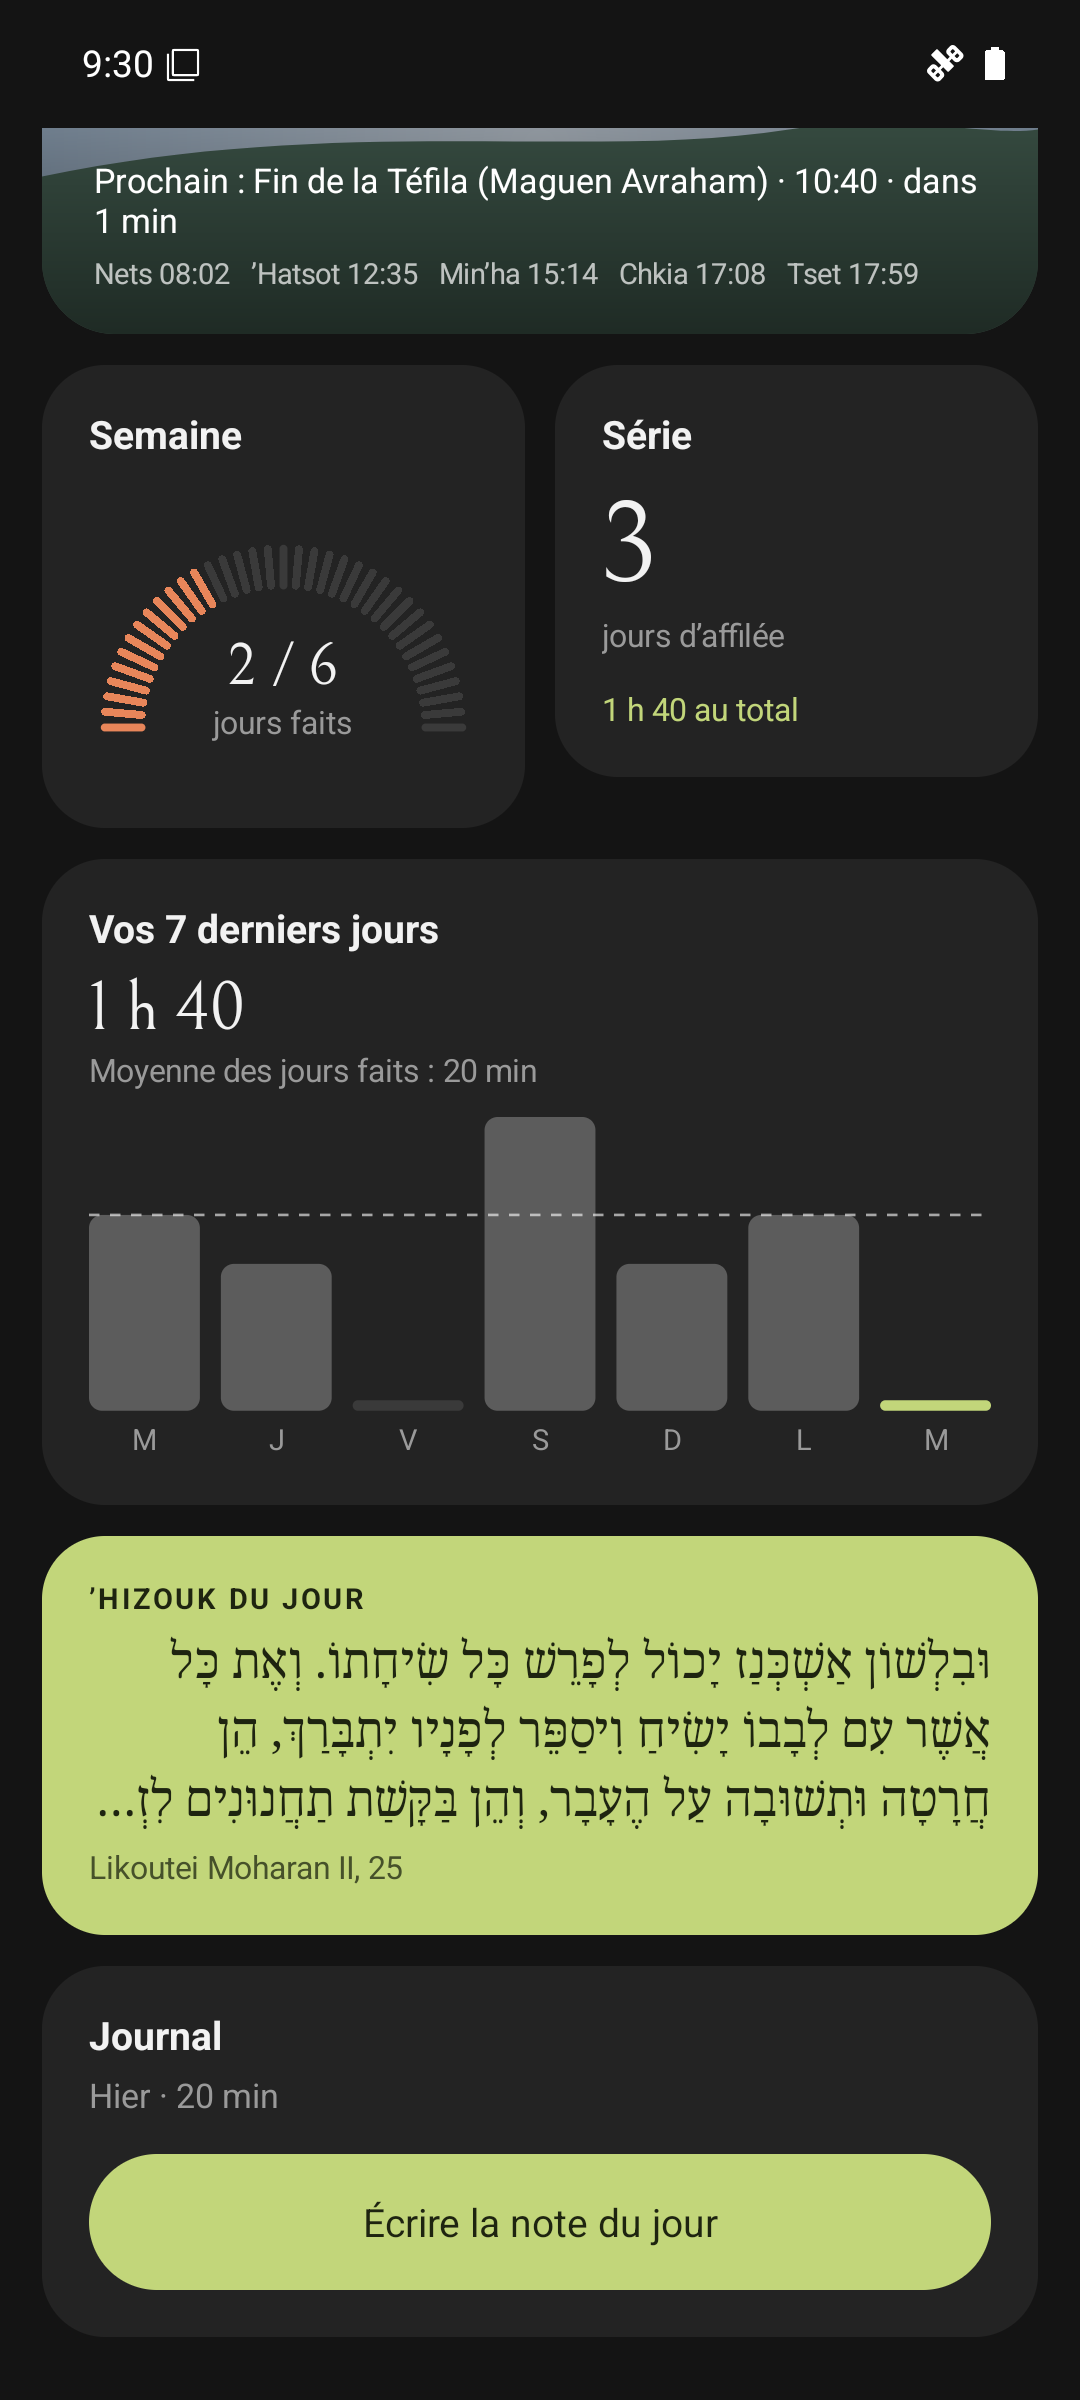 9:30
Prochain : Fin de la Téfila (Maguen Avraham) · 10:40 · dans
1 min
Nets 08:02 ’Hatsot 12:35 Min’ha 15:14 Chkia 17:08 Tset 17:59
Semaine
2 / 6
jours faits
Série
3
jours d’affilée
1 h 40 au total
Vos 7 derniers jours
1 h 40
Moyenne des jours faits : 20 min
M J V S D L M
’HIZOUK DU JOUR
וּבִלְשׁוֹן אַשְׁכְּנַז יָכוֹל לְפָרֵשׁ כָּל שִׂיחָתוֹ. וְאֶת כָּל
אֲשֶׁר עִם לְבָבוֹ יָשִׂיחַ וִיסַפֵּר לְפָנָיו יִתְבָּרַךְ, הֵן
חֲרָטָה וּתְשׁוּבָה עַל הֶעָבָר, וְהֵן בַּקָּשַׁת תַּחֲנוּנִים לִזְ...
Likoutei Moharan II, 25
Journal
Hier · 20 min
Écrire la note du jour